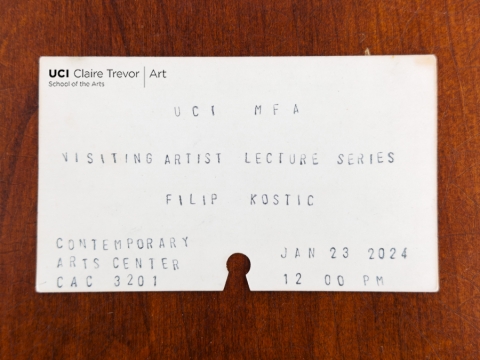 UCI Claire Trevor | Art
School of the Arts
UCI MFA
VISITING ARTIST LECTURE SERIES
FILIP KOSTIC
CONTEMPORARY
ARTS CENTER
CAC 3201
JAN 23 2024
12 00 PM